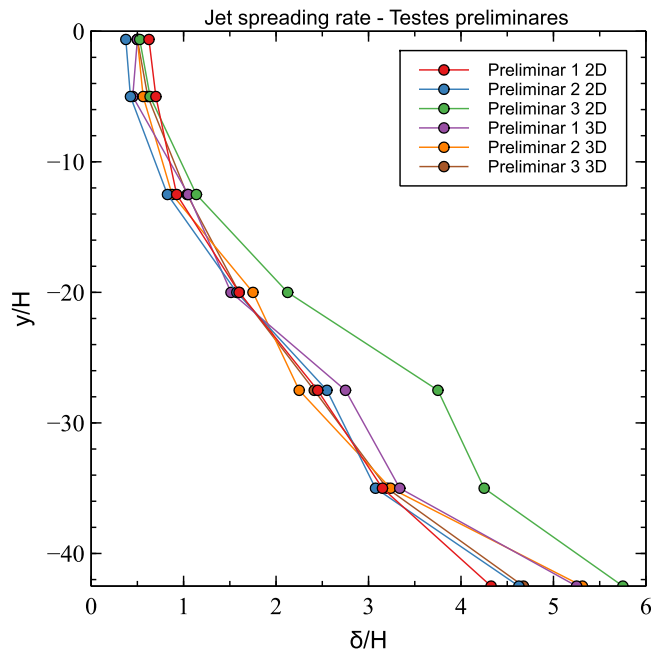 Jet spreading rate - Testes preliminares
Preliminar 1 2D
Preliminar 2 2D
Preliminar 3 2D
Preliminar 1 3D
Preliminar 2 3D
Preliminar 3 3D
0
−10
−20
−30
−40
y/H
0 1 2 3 4 5 6
δ/H